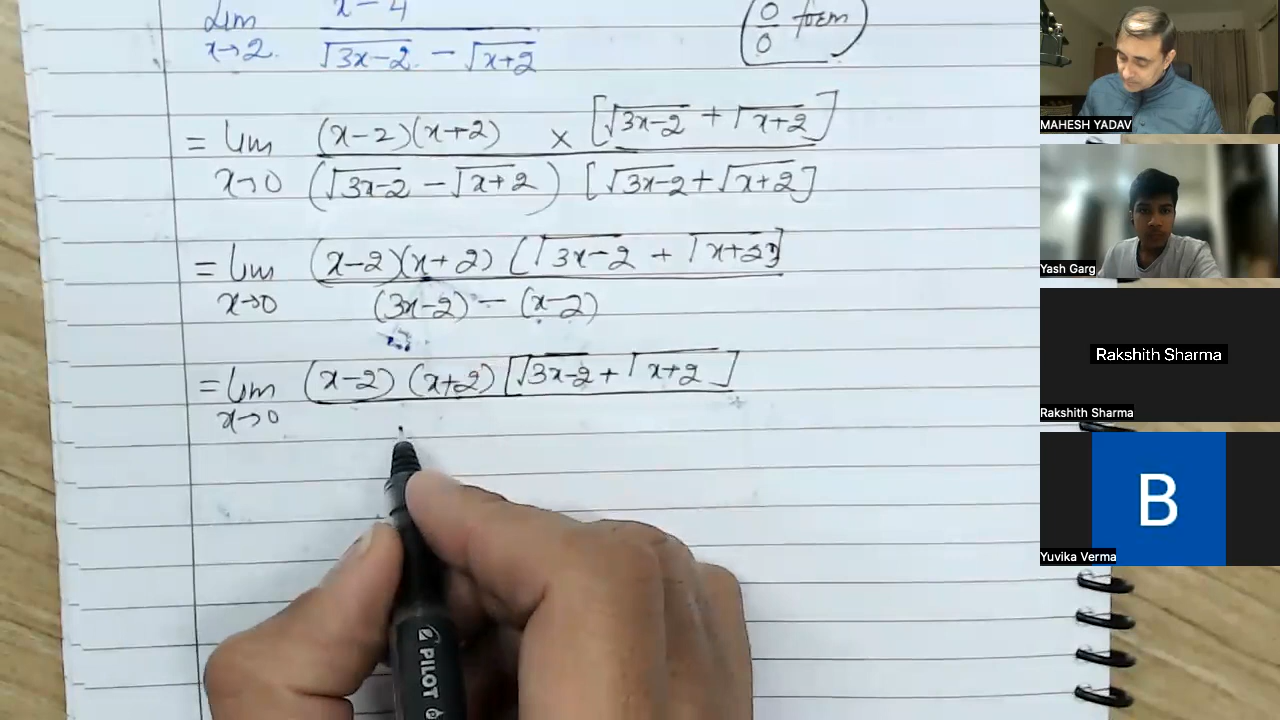 Lim x-4
x→2. √3x-2 - √x+2 (0/0 form)
= Lim (x-2)(x+2) × [√3x-2 + √x+2]
x→0 (√3x-2 - √x+2) [√3x-2 + √x+2]
= Lim (x-2)(x+2) [√3x-2 + √x+2]
x→0 (3x-2) - (x-2)
= Lim (x-2) (x+2) [√3x-2 + √x+2]
x→0
PILOT
MAHESH YADAV
Yash Garg
Rakshith Sharma
Rakshith Sharma
B
Yuvika Verma